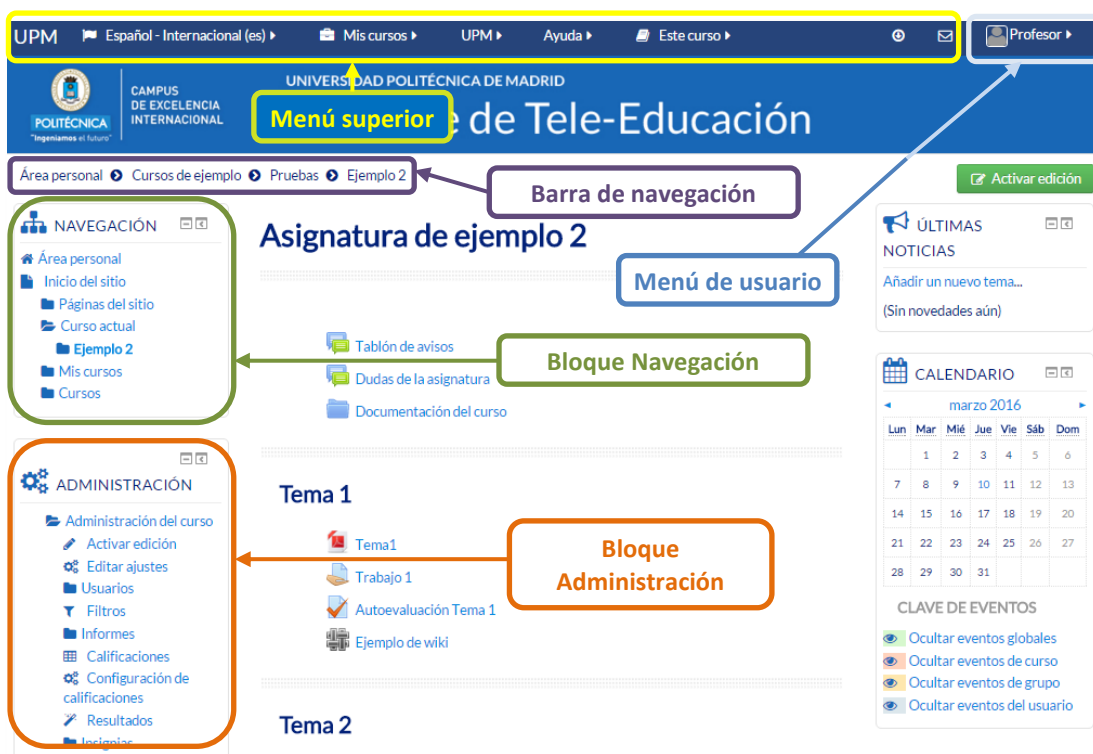 UPM Español - Internacional (es) Mis cursos UPM Ayuda Este curso Profesor
POLITÉCNICA
"Ingeniamos el futuro"
CAMPUS
DE EXCELENCIA
INTERNACIONAL
UNIVERSIDAD POLITÉCNICA DE MADRID
de Tele-Educación
Menú superior
Área personal Cursos de ejemplo Pruebas Ejemplo 2
Barra de navegación
Activar edición
NAVEGACIÓN
Área personal
Inicio del sitio
Páginas del sitio
Curso actual
Ejemplo 2
Mis cursos
Cursos
ADMINISTRACIÓN
Administración del curso
Activar edición
Editar ajustes
Usuarios
Filtros
Informes
Calificaciones
Configuración de
calificaciones
Resultados
Insignias
Asignatura de ejemplo 2
Menú de usuario
Tablón de avisos
Dudas de la asignatura
Documentación del curso
Bloque Navegación
Tema 1
Tema1
Trabajo 1
Autoevaluación Tema 1
Ejemplo de wiki
Bloque
Administración
Tema 2
ÚLTIMAS
NOTICIAS
Añadir un nuevo tema...
(Sin novedades aún)
CALENDARIO
marzo 2016
Lun Mar Mié Jue Vie Sáb Dom
1 2 3 4 5 6
7 8 9 10 11 12 13
14 15 16 17 18 19 20
21 22 23 24 25 26 27
28 29 30 31
CLAVE DE EVENTOS
Ocultar eventos globales
Ocultar eventos de curso
Ocultar eventos de grupo
Ocultar eventos del usuario